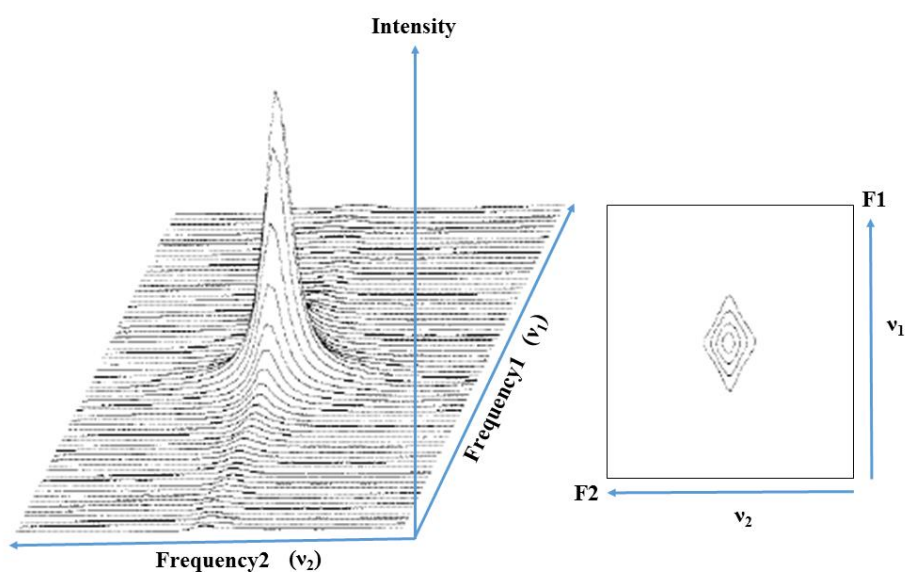 Intensity
Frequency1 (ν₁)
Frequency2 (ν₂)
F1
ν₁
F2
ν₂